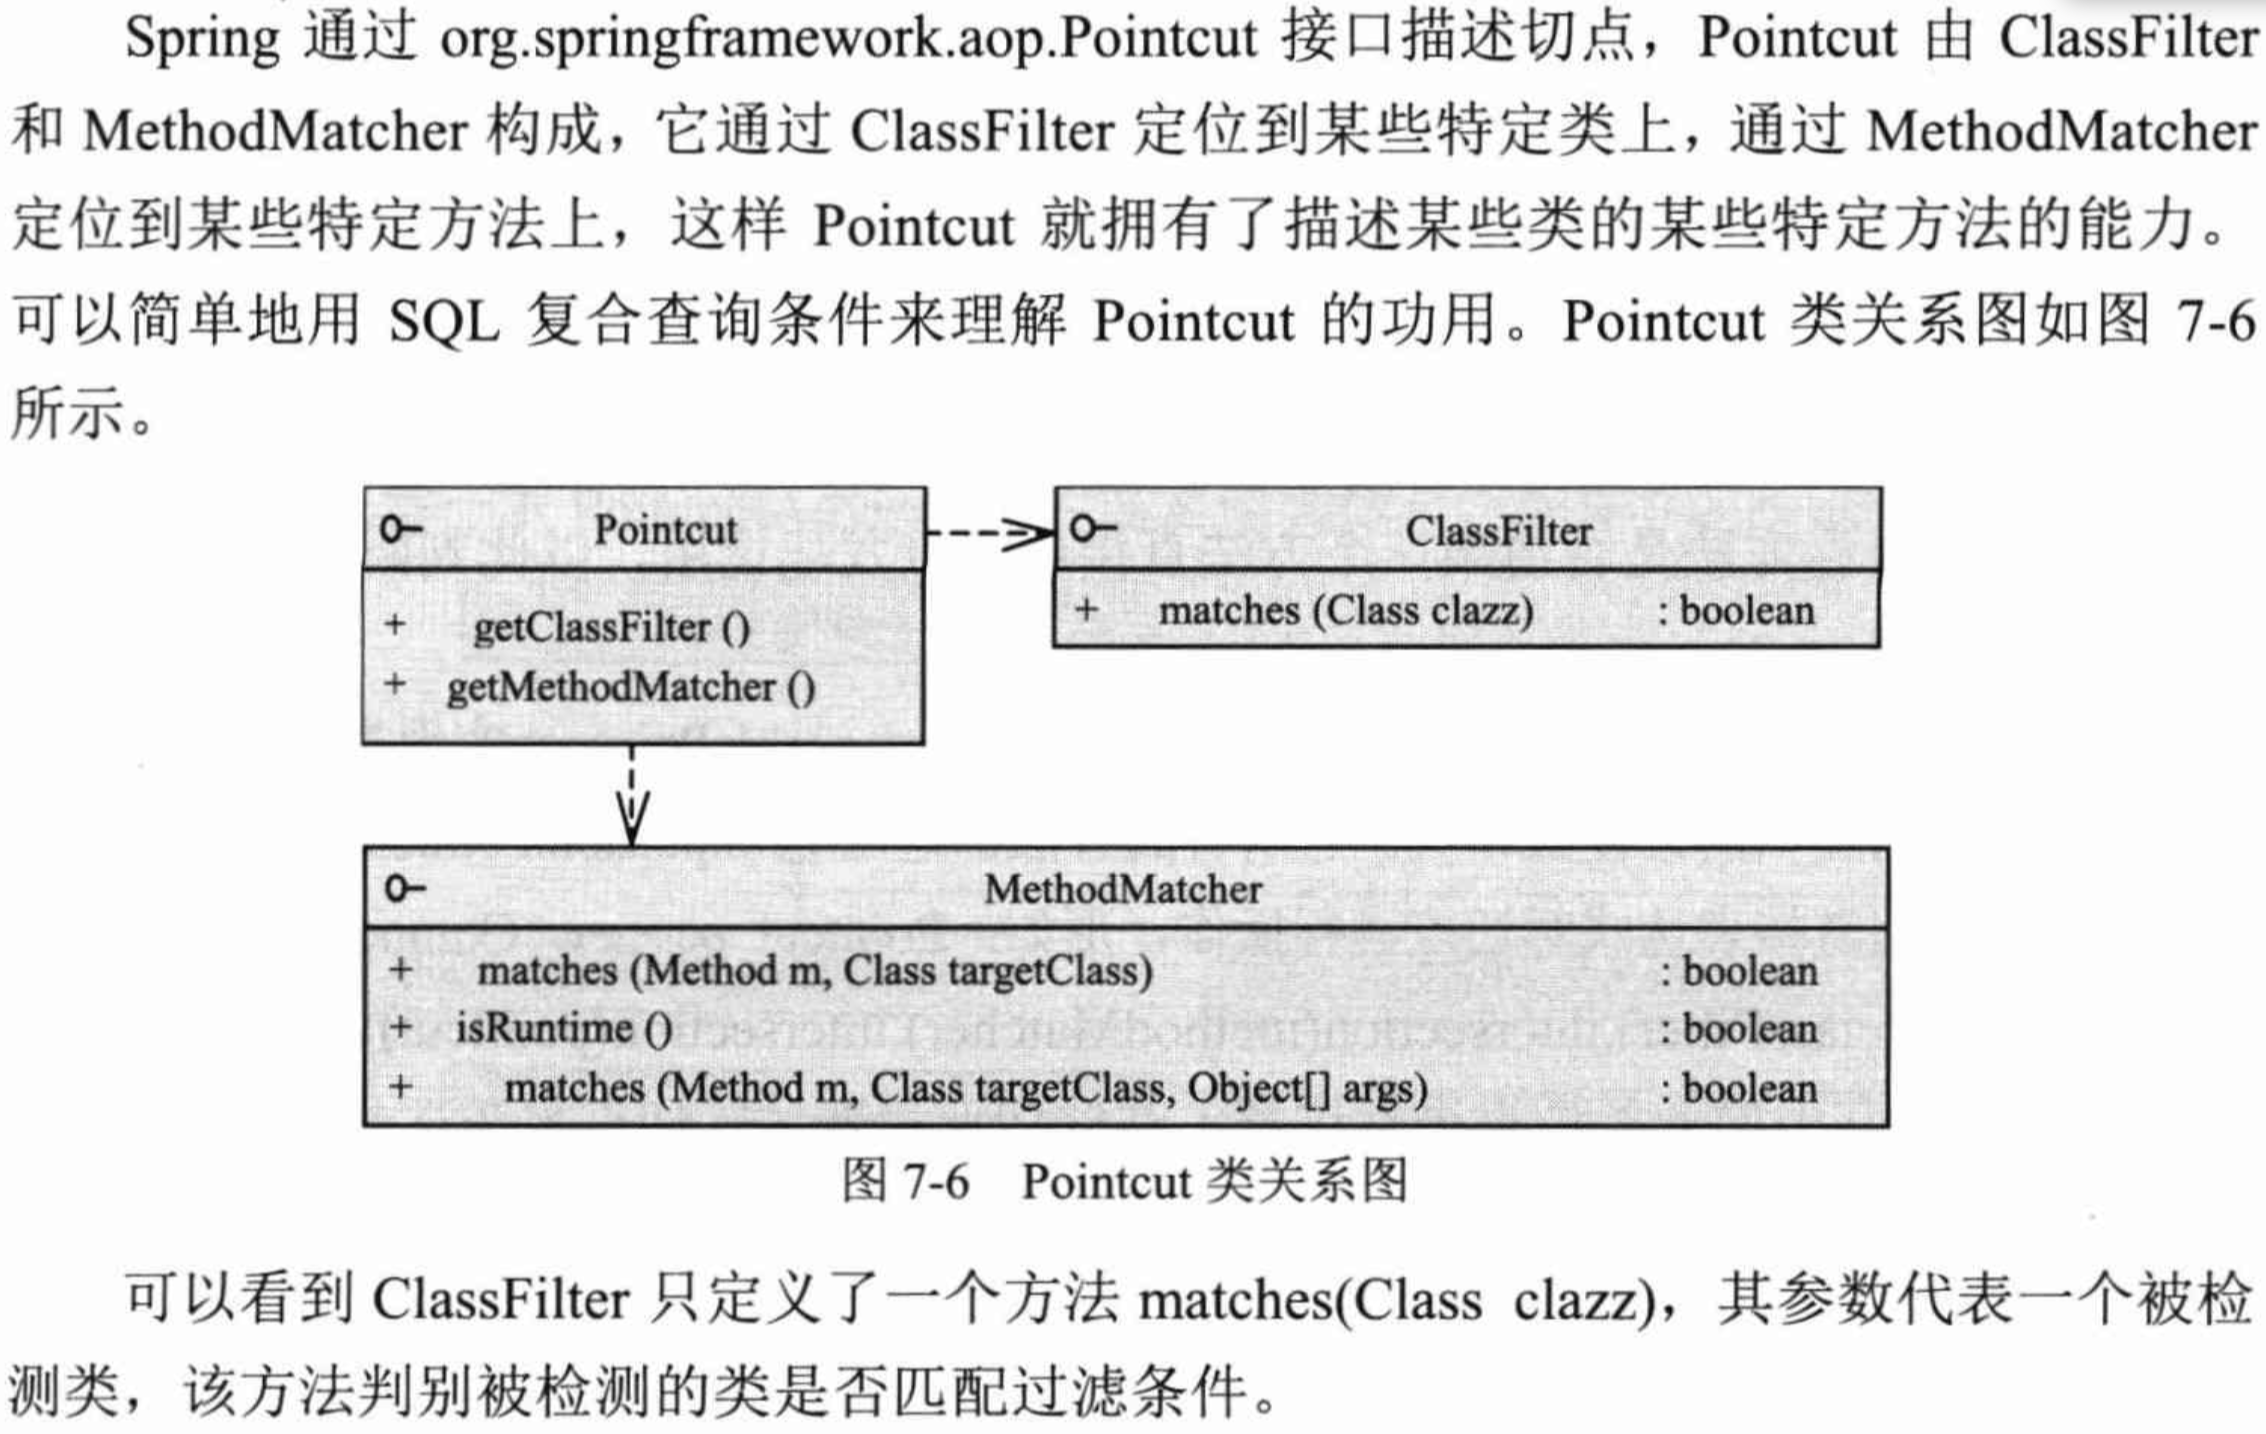 Spring 通过 org.springframework.aop.Pointcut 接口描述切点，Pointcut 由 ClassFilter
和 MethodMatcher 构成，它通过 ClassFilter 定位到某些特定类上，通过 MethodMatcher
定位到某些特定方法上，这样 Pointcut 就拥有了描述某些类的某些特定方法的能力。
可以简单地用 SQL 复合查询条件来理解 Pointcut 的功用。Pointcut 类关系图如图 7-6
所示。
Pointcut
+ getClassFilter ()
+ getMethodMatcher ()
ClassFilter
+ matches (Class clazz) : boolean
MethodMatcher
+ matches (Method m, Class targetClass) : boolean
+ isRuntime () : boolean
+ matches (Method m, Class targetClass, Object[] args) : boolean
图 7-6 Pointcut 类关系图
可以看到 ClassFilter 只定义了一个方法 matches(Class clazz)，其参数代表一个被检
测类，该方法判别被检测的类是否匹配过滤条件。